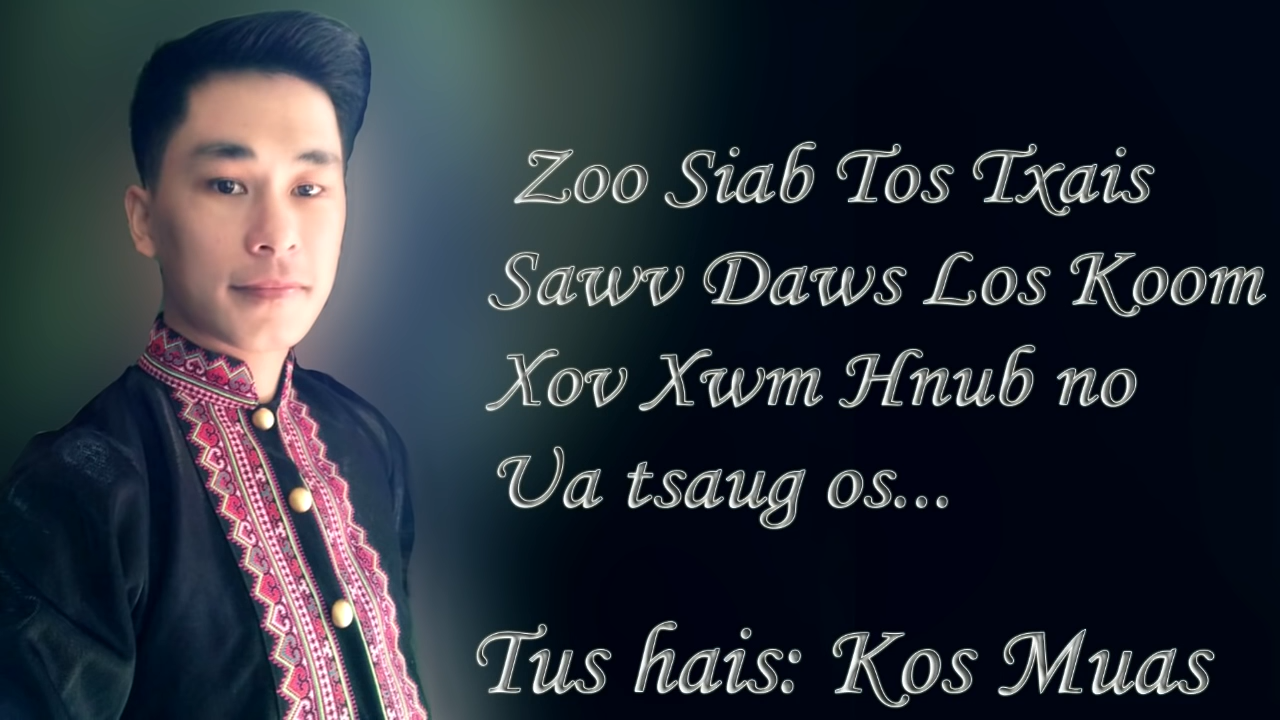 Zoo Siab Tos Txais
Sawv Daws Los Koom
Xov Xwm Hnub no
Ua tsaug os...
Tus hais: Kos Muas